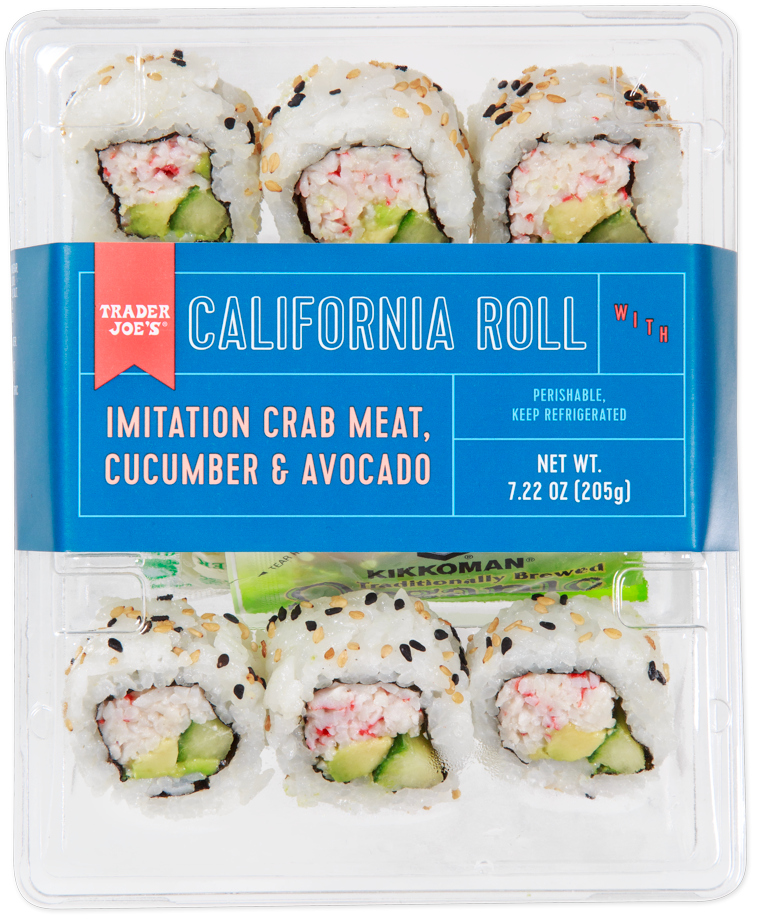 TRADER
JOE'S®
CALIFORNIA ROLL
WITH
IMITATION CRAB MEAT,
CUCUMBER & AVOCADO
PERISHABLE,
KEEP REFRIGERATED
NET WT.
7.22 OZ (205g)
TEAR
KIKKOMAN®
Traditionally Brewed